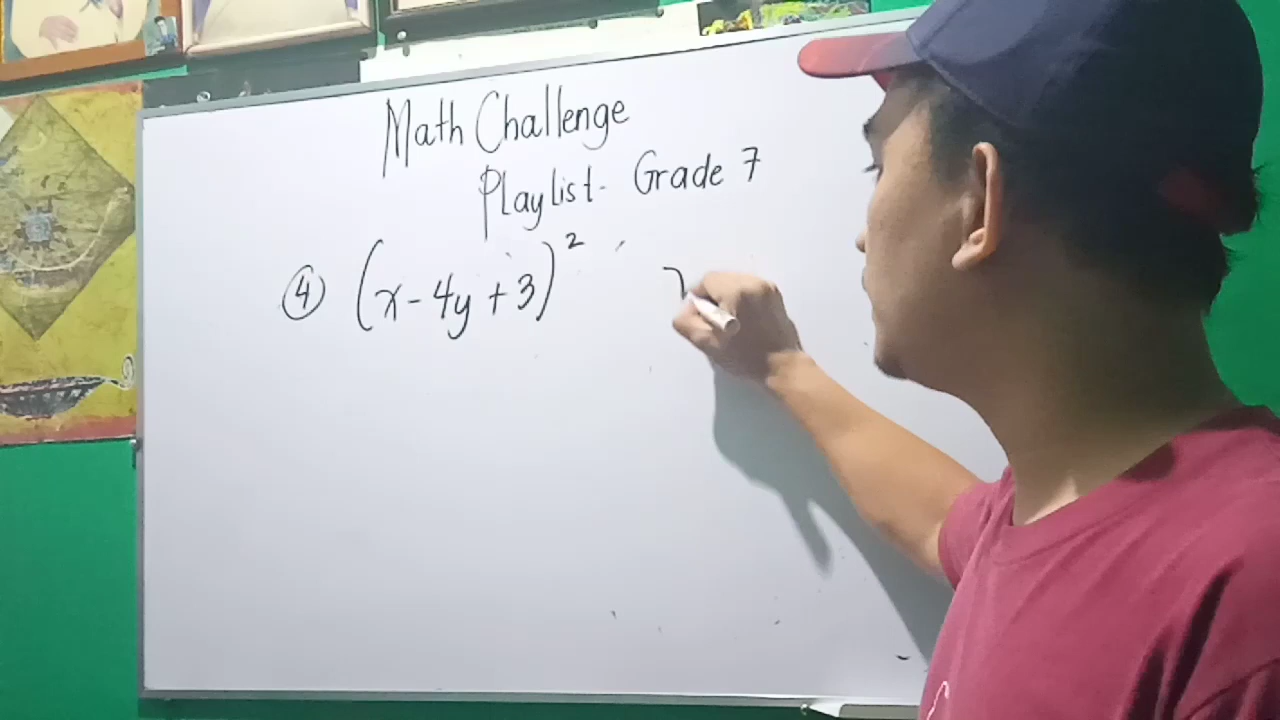 Math Challenge
Playlist- Grade 7
④ (x - 4y + 3)²